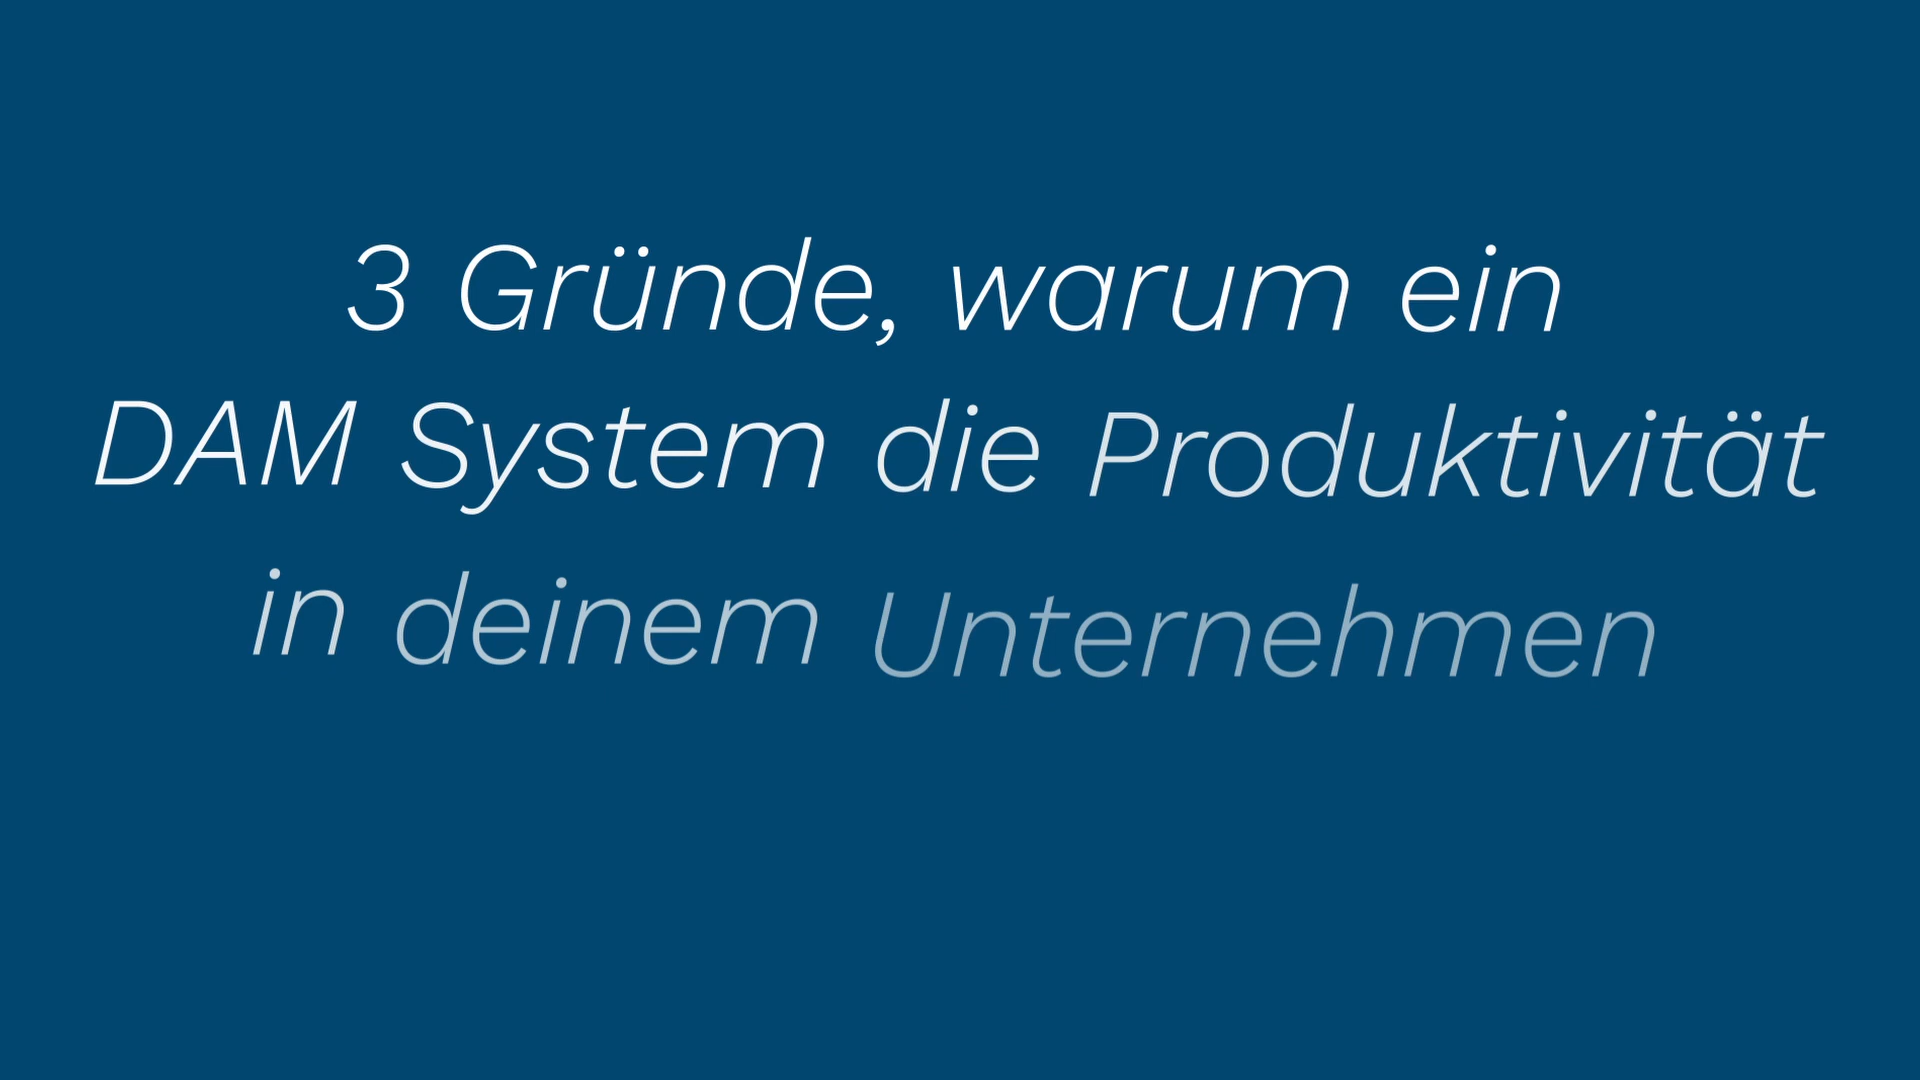 3 Gründe, warum ein
DAM System die Produktivität
in deinem Unternehmen